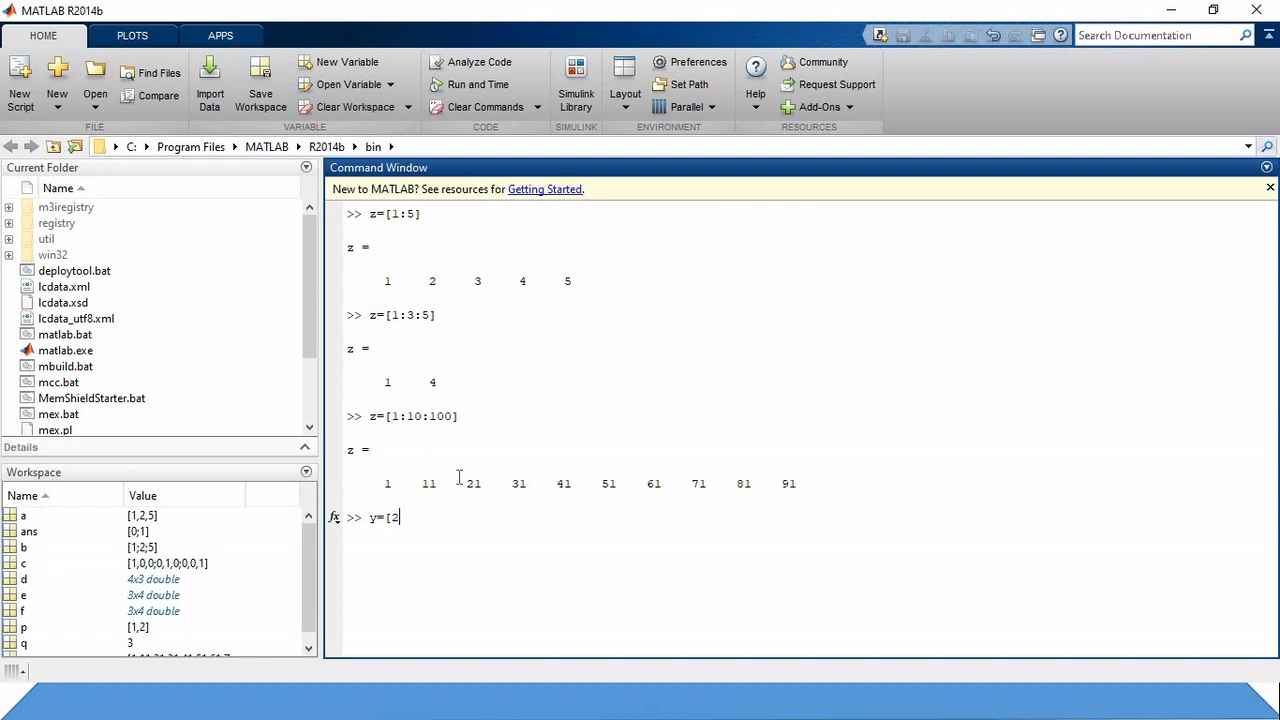 MATLAB R2014b
HOME PLOTS APPS
Search Documentation
New Script
New
Open
Find Files
Compare
Import Data
Save Workspace
New Variable
Open Variable
Clear Workspace
Analyze Code
Run and Time
Clear Commands
Simulink Library
Layout
Preferences
Set Path
Parallel
Help
Community
Request Support
Add-Ons
FILE VARIABLE CODE SIMULINK ENVIRONMENT RESOURCES
C: Program Files MATLAB R2014b bin
Current Folder
Name
m3iregistry
registry
util
win32
deploytool.bat
lcdata.xml
lcdata.xsd
lcdata_utf8.xml
matlab.bat
matlab.exe
mbuild.bat
mcc.bat
MemShieldStarter.bat
mex.bat
mex.pl
Details
Workspace
Name Value
a [1,2,5]
ans [0;1]
b [1;2;5]
c [1,0,0;0,1,0;0,0,1]
d 4x3 double
e 3x4 double
f 3x4 double
p [1,2]
q 3
Command Window
New to MATLAB? See resources for Getting Started.
>> z=[1:5]
z =
1 2 3 4 5
>> z=[1:3:5]
z =
1 4
>> z=[1:10:100]
z =
1 11 21 31 41 51 61 71 81 91
fx >> y=[2